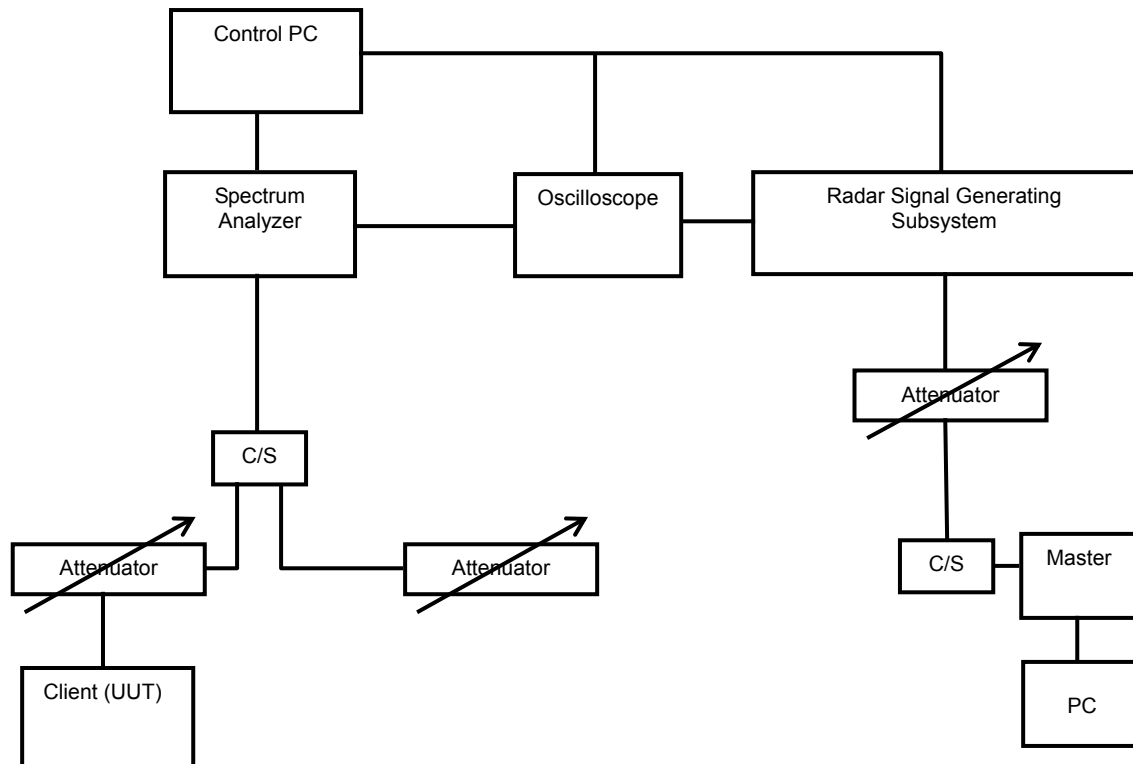 Control PC
Spectrum
Analyzer
Oscilloscope
Radar Signal Generating
Subsystem
Attenuator
C/S
Attenuator
Attenuator
C/S
Master
Client (UUT)
PC